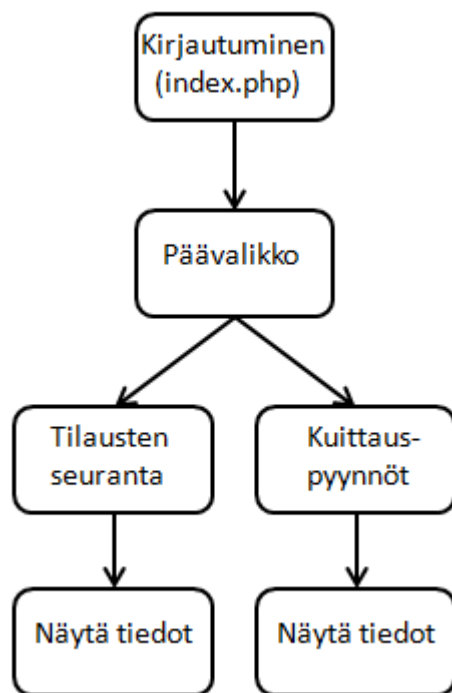 Kirjautuminen
(index.php)
Päävalikko
Tilausten
seuranta
Kuittaus-
pyynnöt
Näytä tiedot
Näytä tiedot